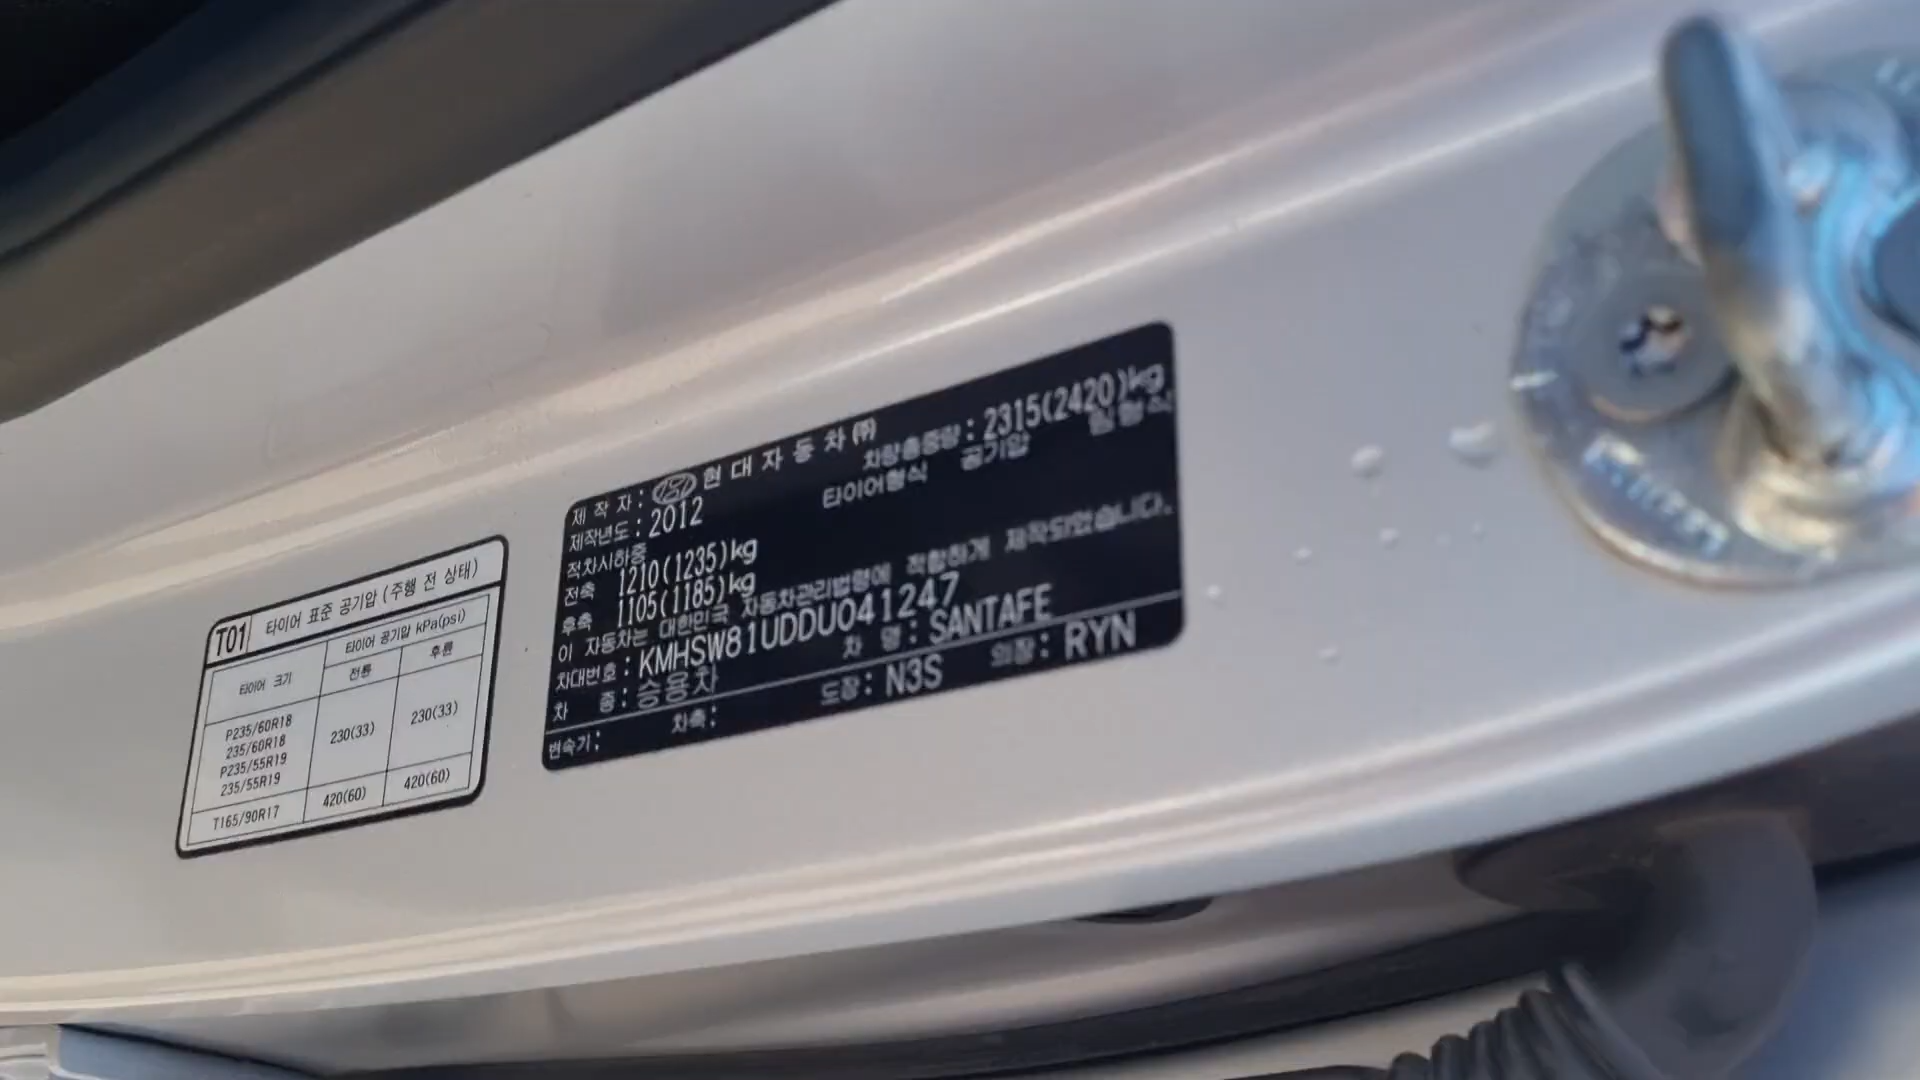 T01 타이어 표준 공기압 (주행 전 상태)
타이어 크기
타이어 공기압 kPa(psi)
전륜
후륜
P235/60R18
235/60R18
P235/55R19
235/55R19
230(33)
230(33)
T165/90R17
420(60)
420(60)
제 작 자 : 현 대 자 동 차 ㈜
제작년도 : 2012
차량총중량 : 2315(2420)kg
적차시하중
타이어형식 공기압 림형식
전축 1210(1235)kg
후축 1105(1185)kg
이 자동차는 대한민국 자동차관리법령에 적합하게 제작되었습니다.
차대번호 : KMHSW81UDDU041247
차 종 : 승용차 차 명 : SANTAFE
변속기 : 차축 : 도장 : N3S 의장 : RYN